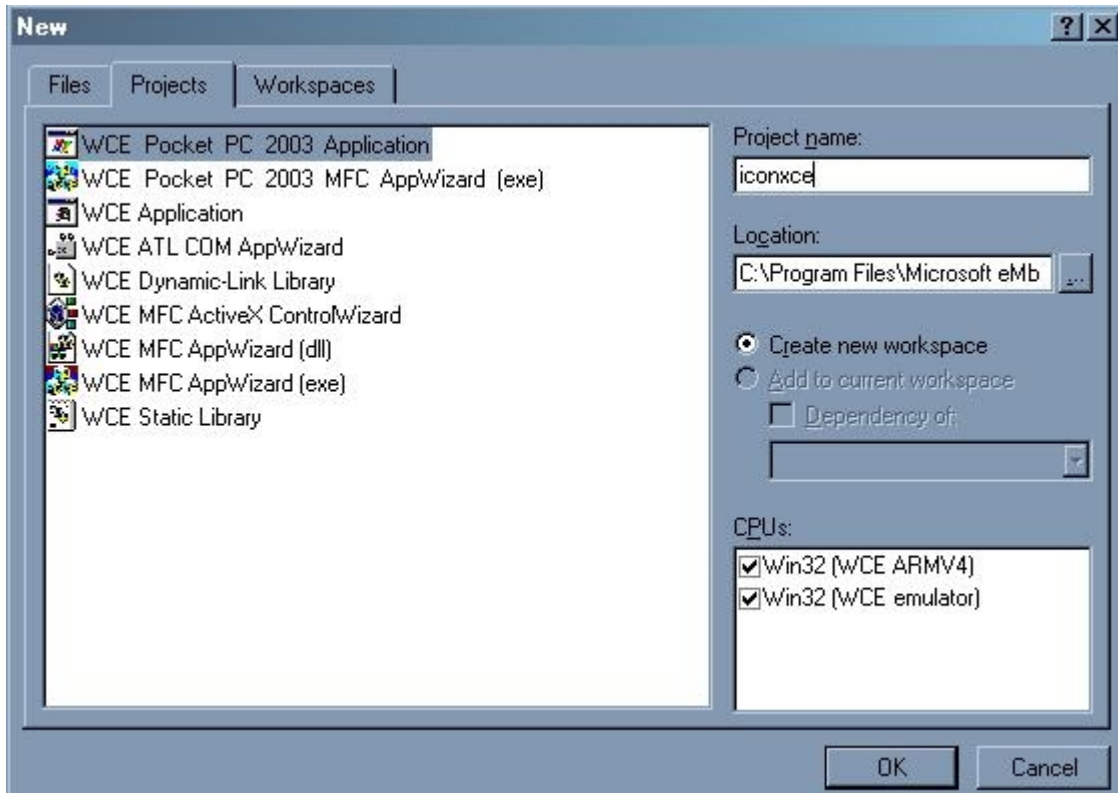 New
Files Projects Workspaces
WCE Pocket PC 2003 Application
WCE Pocket PC 2003 MFC AppWizard (exe)
WCE Application
WCE ATL COM AppWizard
WCE Dynamic-Link Library
WCE MFC ActiveX ControlWizard
WCE MFC AppWizard (dll)
WCE MFC AppWizard (exe)
WCE Static Library
Project name:
iconxce
Location:
C:\Program Files\Microsoft eMb
...
Create new workspace
Add to current workspace
Dependency of:
CPUs:
Win32 (WCE ARMV4)
Win32 (WCE emulator)
OK Cancel